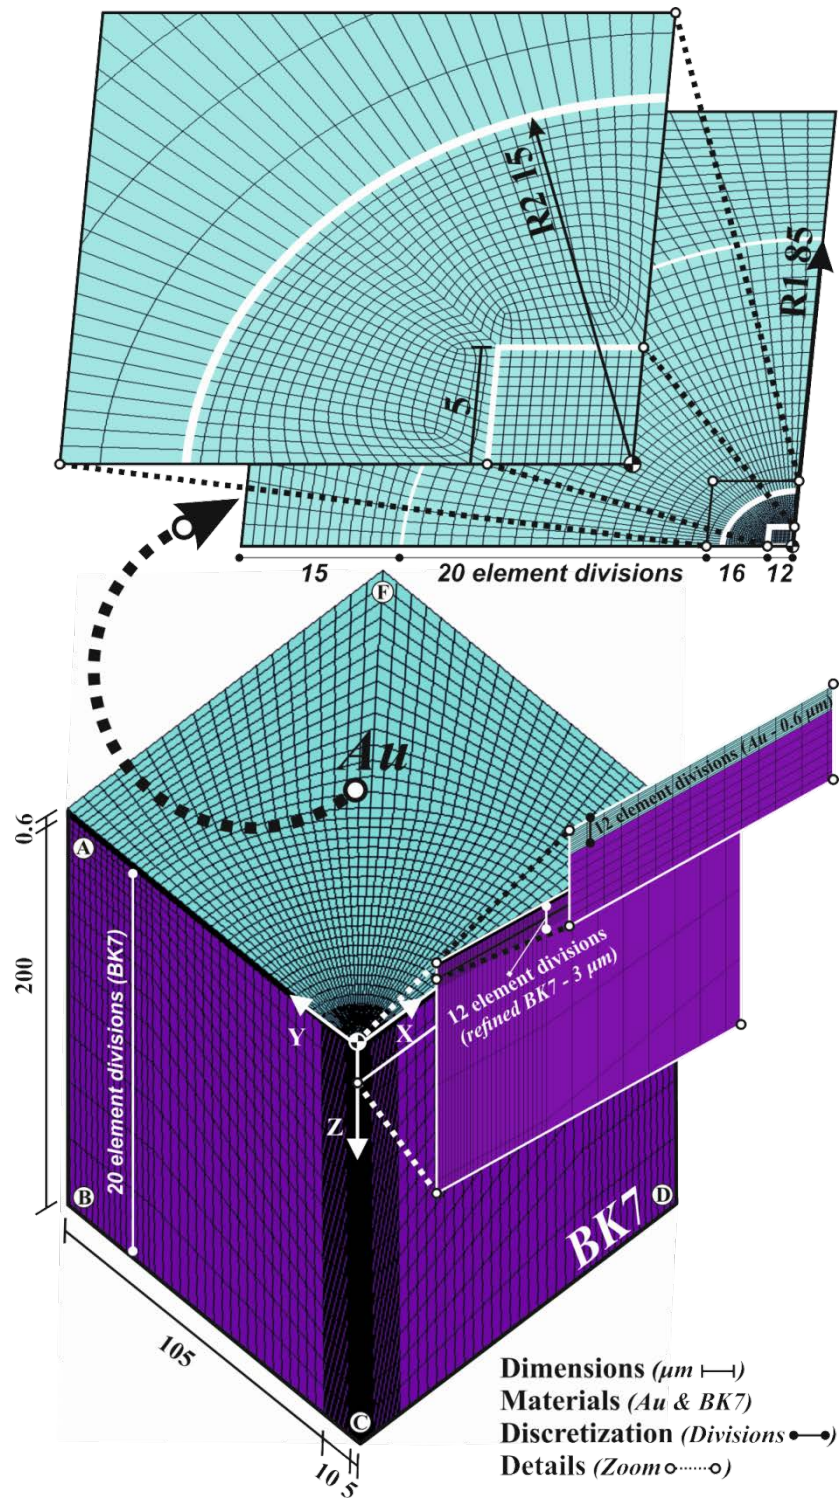 R2 15
R1 85
5
15
20 element divisions
16
12
F
Au
12 element divisions (Au - 0.6 μm)
0.6
A
200
20 element divisions (BK7)
12 element divisions
(refined BK7 - 3 μm)
Y
X
Z
B
D
BK7
105
C
10
5
Dimensions (μm)
Materials (Au & BK7)
Discretization (Divisions)
Details (Zoom)